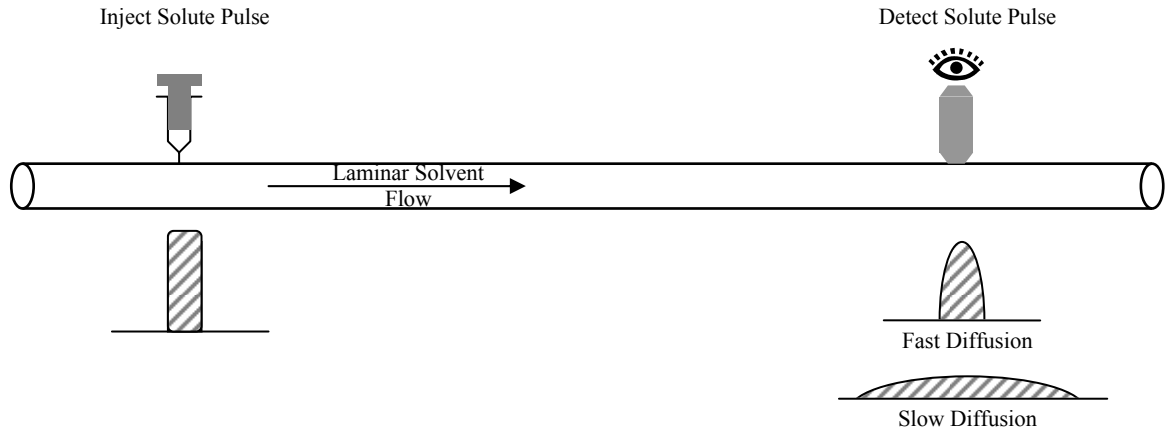 Inject Solute Pulse
Detect Solute Pulse
Laminar Solvent
Flow
Fast Diffusion
Slow Diffusion